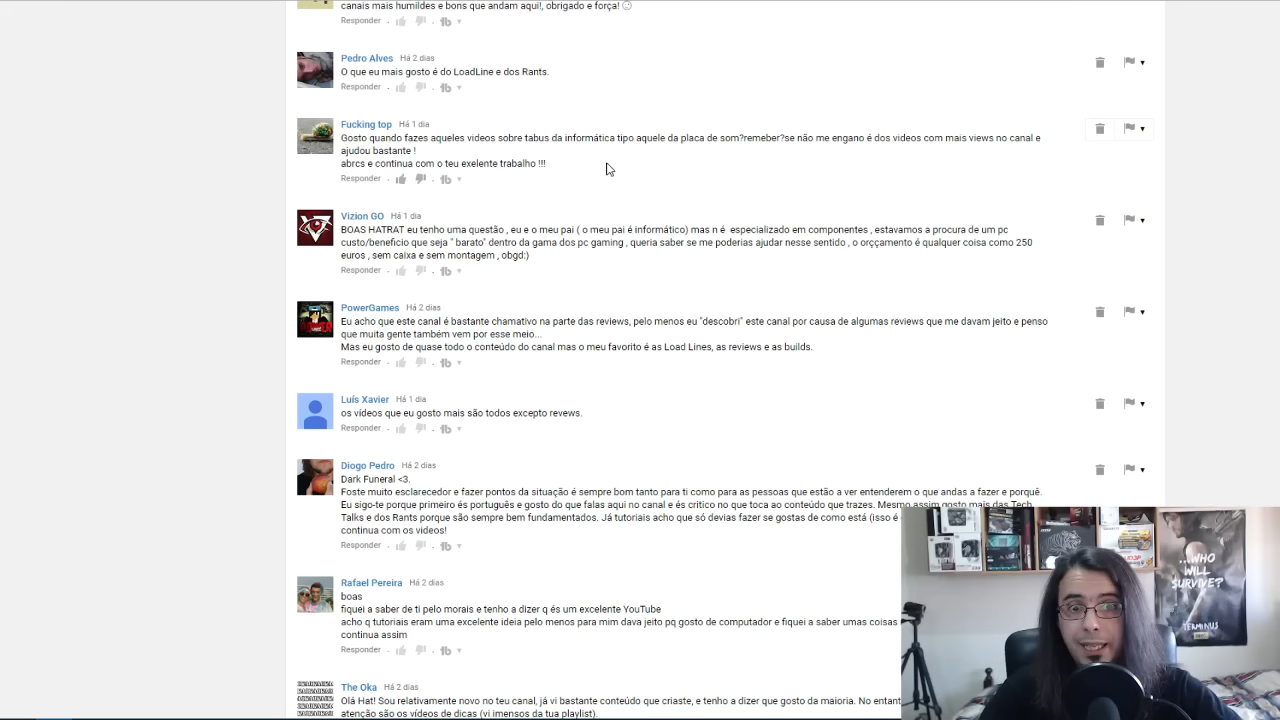 canais mais humildes e bons que andam aqui!, obrigado e força!
Responder
Pedro Alves Há 2 dias
O que eu mais gosto é do LoadLine e dos Rants.
Responder
Fucking top Há 1 dia
Gosto quando fazes aqueles videos sobre tabus da informática tipo aquele da placa de som?remeber?se não me engano é dos videos com mais views no canal e
ajudou bastante !
abrcs e continua com o teu exelente trabalho !!!
Responder
Vizion GO Há 1 dia
BOAS HATRAT eu tenho uma questão , eu e o meu pai ( o meu pai é informático) mas n é especializado em componentes , estavamos a procura de um pc
custo/beneficio que seja " barato" dentro da gama dos pc gaming , queria saber se me poderias ajudar nesse sentido , o orççamento é qualquer coisa como 250
euros , sem caixa e sem montagem , obgd:)
Responder
PowerGames Há 2 dias
Eu acho que este canal é bastante chamativo na parte das reviews, pelo menos eu "descobri" este canal por causa de algumas reviews que me davam jeito e penso
que muita gente também vem por esse meio...
Mas eu gosto de quase todo o conteúdo do canal mas o meu favorito é as Load Lines, as reviews e as builds.
Responder
Luís Xavier Há 1 dia
os vídeos que eu gosto mais são todos excepto revews.
Responder
Diogo Pedro Há 2 dias
Dark Funeral <3.
Foste muito esclarecedor e fazer pontos da situação é sempre bom tanto para ti como para as pessoas que estão a ver entenderem o que andas a fazer e porquê.
Eu sigo-te porque primeiro és português e gosto do que falas aqui no canal e és critico no que toca ao conteúdo que trazes. Mesmo assim gosto mais das Tech
Talks e dos Rants porque são sempre bem fundamentados. Já tutoriais acho que só devias fazer se gostas de como está (isso é
continua com os videos!
Responder
Rafael Pereira Há 2 dias
boas
fiquei a saber de ti pelo morais e tenho a dizer q és um excelente YouTube
acho q tutoriais eram uma excelente ideia pelo menos para mim dava jeito pq gosto de computador e fiquei a saber umas coisas
continua assim
Responder
The Oka Há 2 dias
Olá Hat! Sou relativamente novo no teu canal, já vi bastante conteúdo que criaste, e tenho a dizer que gosto da maioria. No entant
atenção são os vídeos de dicas (vi imensos da tua playlist).
...WHO
WILL
SURVIVE?
TERMINUS